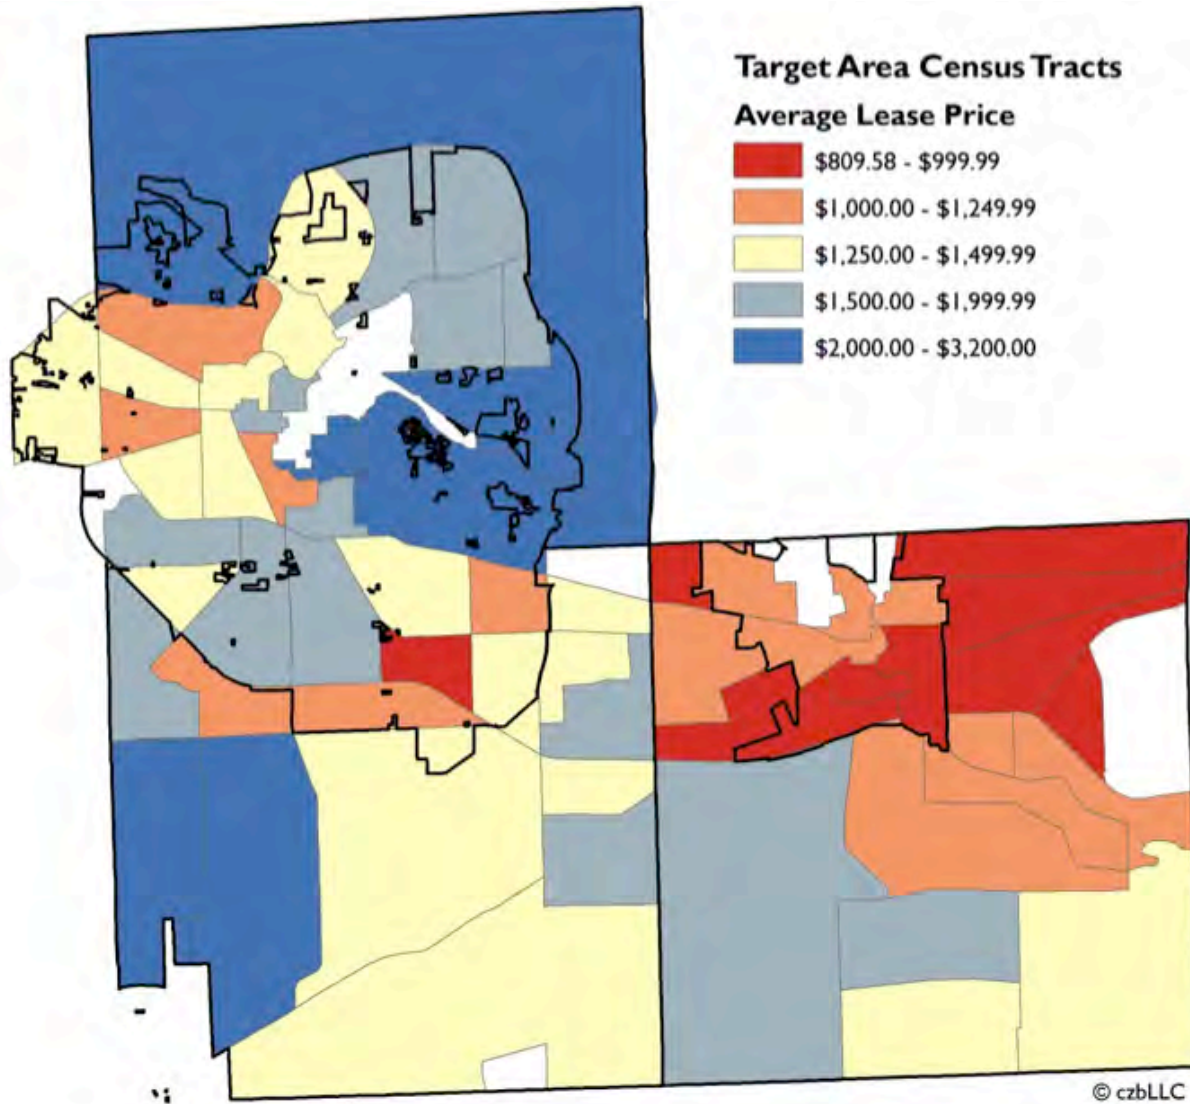 Target Area Census Tracts
Average Lease Price
$809.58 - $999.99
$1,000.00 - $1,249.99
$1,250.00 - $1,499.99
$1,500.00 - $1,999.99
$2,000.00 - $3,200.00
© czbLLC